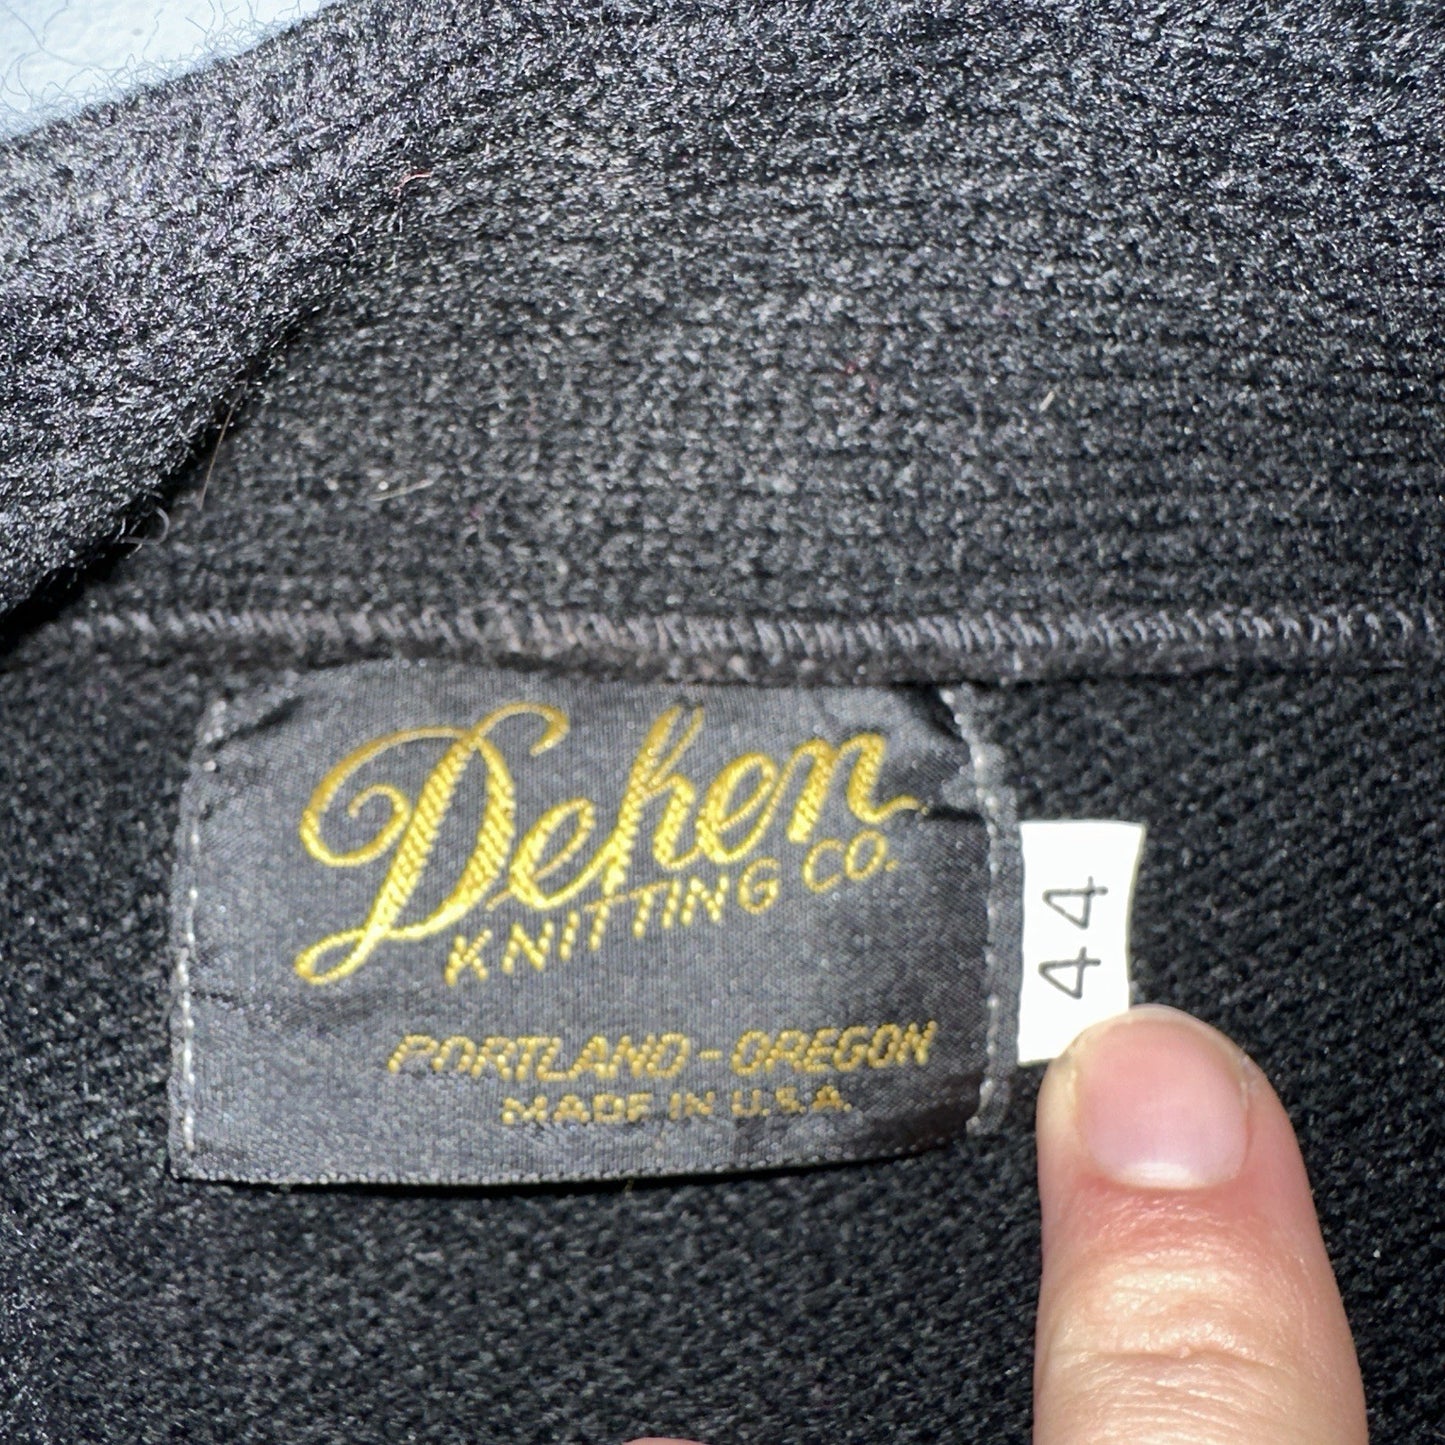 Dehen
KNITTING CO.
PORTLAND - OREGON
MADE IN U.S.A.
44